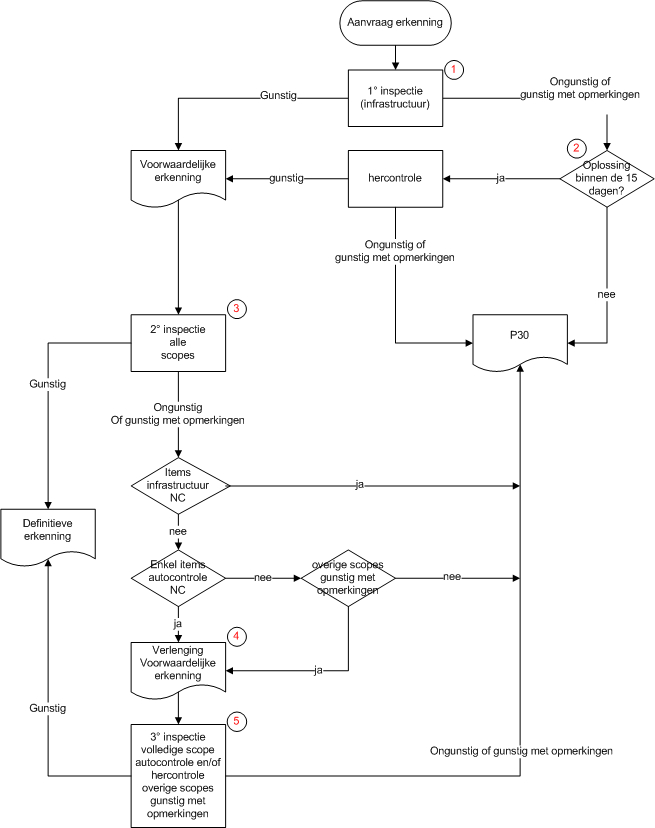 Aanvraag erkenning
1
1° inspectie
(infrastructuur)
Gunstig
Ongunstig of
gunstig met opmerkingen
2
Oplossing
binnen de 15
dagen?
Voorwaardelijke
erkenning
gunstig
hercontrole
ja
Ongunstig of
gunstig met opmerkingen
nee
3
2° inspectie
alle
scopes
P30
Gunstig
Ongunstig
Of gunstig met opmerkingen
Items
infrastructuur
NC
ja
nee
Definitieve
erkenning
Enkel items
autocontrole
NC
nee
overige scopes
gunstig met
opmerkingen
nee
ja
4
Verlenging
Voorwaardelijke
erkenning
ja
5
Gunstig
3° inspectie
volledige scope
autocontrole en/of
hercontrole
overige scopes
gunstig met
opmerkingen
Ongunstig of gunstig met opmerkingen